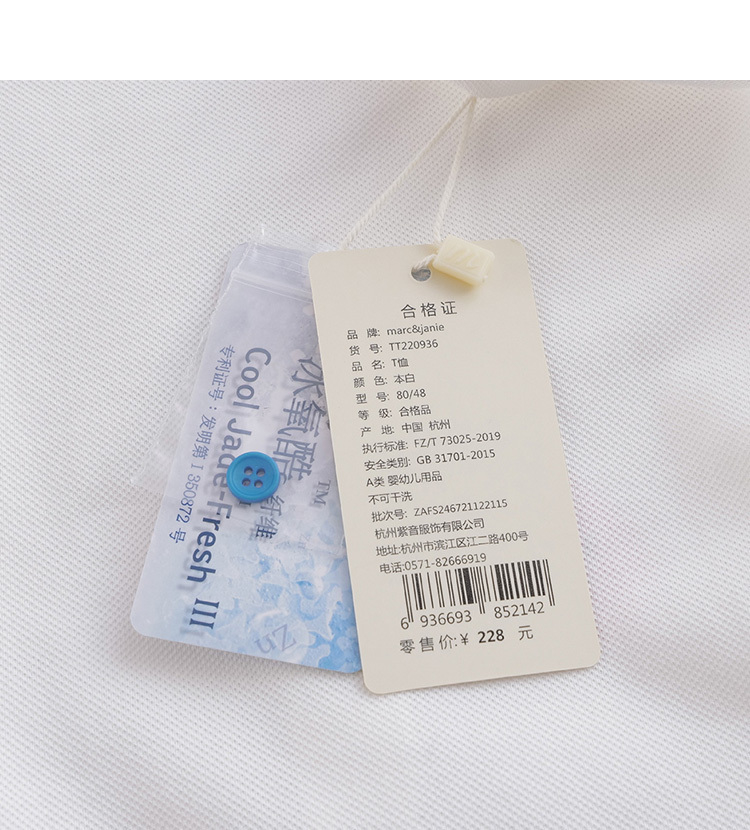 合格证
品 牌: marc&janie
货 号: TT220936
品 名: T恤
颜 色: 本白
型 号: 80/48
等 级: 合格品
产 地: 中国 杭州
执行标准: FZ/T 73025-2019
安全类别: GB 31701-2015
A类 婴幼儿用品
不可干洗
批次号: ZAFS246721122115
杭州紫音服饰有限公司
地址:杭州市滨江区江二路400号
电话:0571-82666919
6 936693 852142
零售价:¥ 228 元
冰氧酷 纤维
TM
Cool Jade-Fresh III
专利证号：发明第1350872号
Zn